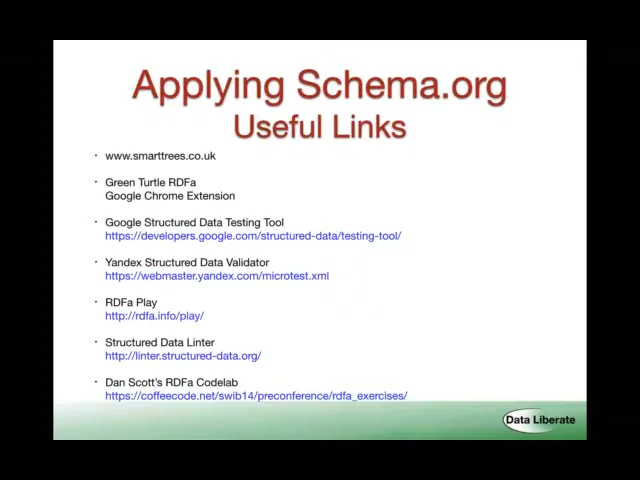 Applying Schema.org
Useful Links
• www.smarttrees.co.uk
• Green Turtle RDFa
Google Chrome Extension
• Google Structured Data Testing Tool
https://developers.google.com/structured-data/testing-tool/
• Yandex Structured Data Validator
https://webmaster.yandex.com/microtest.xml
• RDFa Play
http://rdfa.info/play/
• Structured Data Linter
http://linter.structured-data.org/
• Dan Scott's RDFa Codelab
https://coffeecode.net/swib14/preconference/rdfa_exercises/
Data Liberate